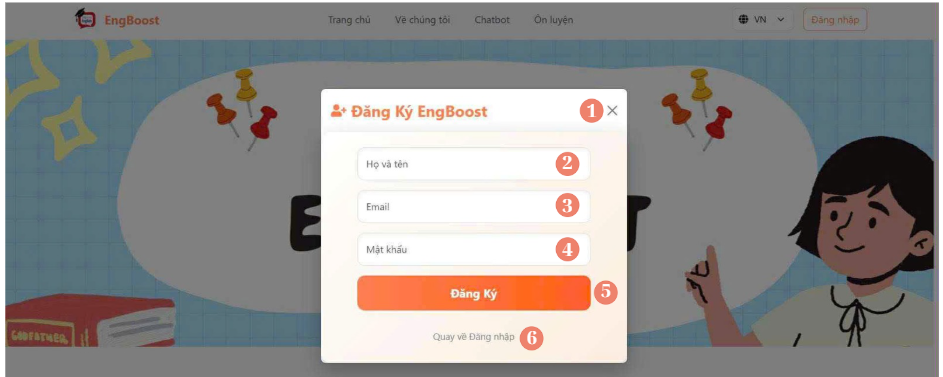 EngBoost
Trang chủ
Về chúng tôi
Chatbot
Ôn luyện
VN
Đăng nhập
Đăng Ký EngBoost
1
Họ và tên
2
Email
3
Mật khẩu
4
Đăng Ký
5
Quay về Đăng nhập
6
GODFATHER